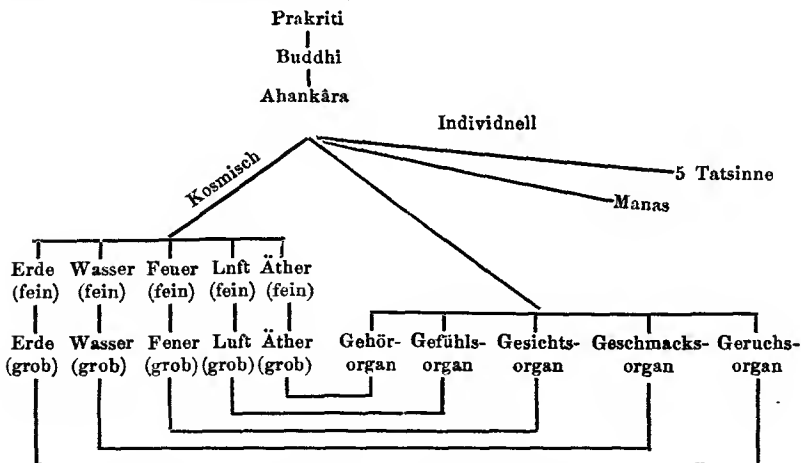 Prakriti
Buddhi
Ahankâra
Individnell
Kosmisch
5 Tatsinne
Manas
Erde Wasser Feuer Lnft Äther
(fein) (fein) (fein) (fein) (fein)
Erde Wasser Fener Luft Äther Gehör- Gefühls- Gesichts- Geschmacks- Geruchs-
(grob) (grob) (grob) (grob) (grob) organ organ organ organ organ